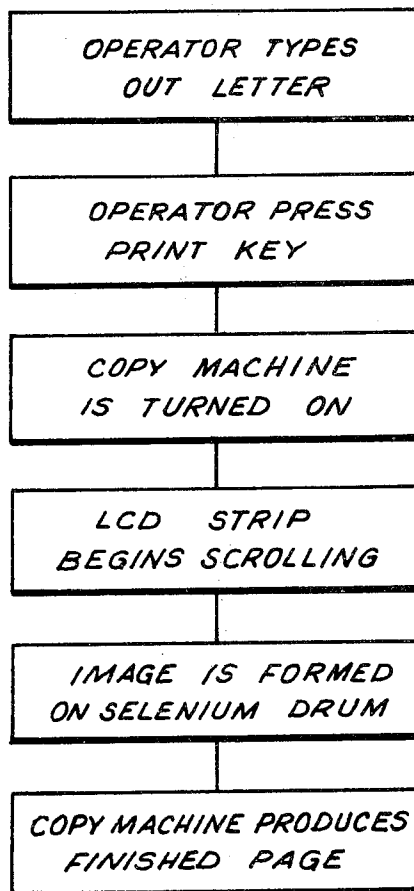 OPERATOR TYPES
OUT LETTER
OPERATOR PRESS
PRINT KEY
COPY MACHINE
IS TURNED ON
LCD STRIP
BEGINS SCROLLING
IMAGE IS FORMED
ON SELENIUM DRUM
COPY MACHINE PRODUCES
FINISHED PAGE